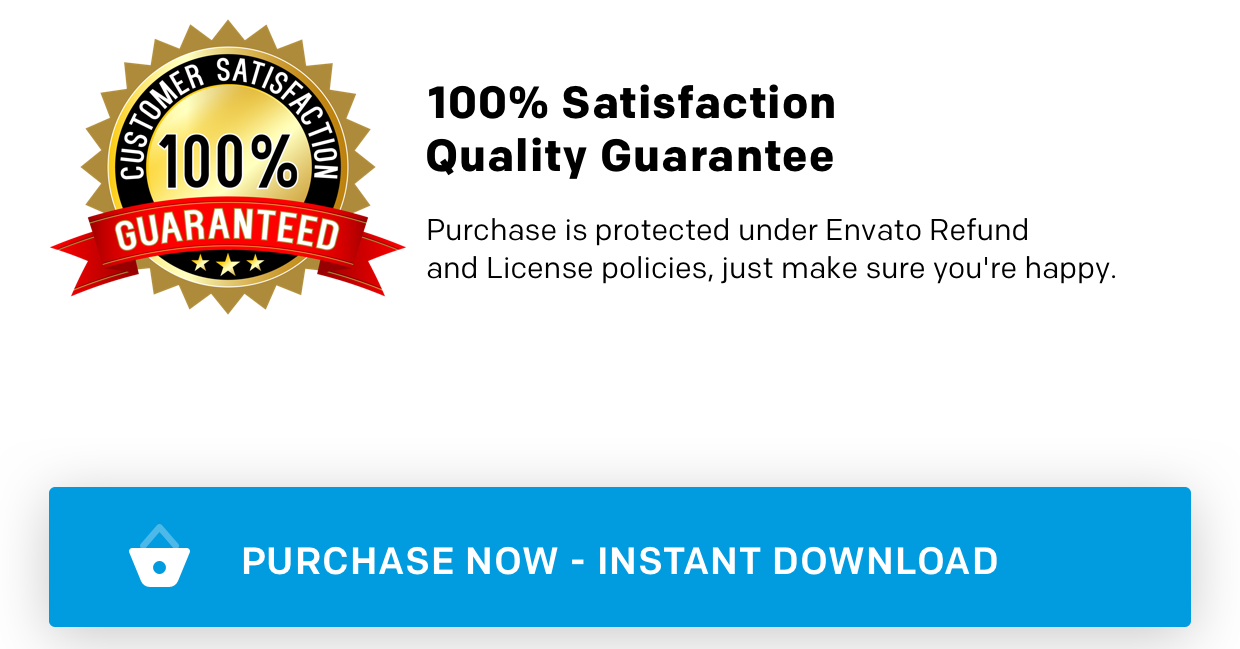 CUSTOMER SATISFACTION
100%
GUARANTEED
100% Satisfaction
Quality Guarantee
Purchase is protected under Envato Refund
and License policies, just make sure you're happy.
PURCHASE NOW - INSTANT DOWNLOAD